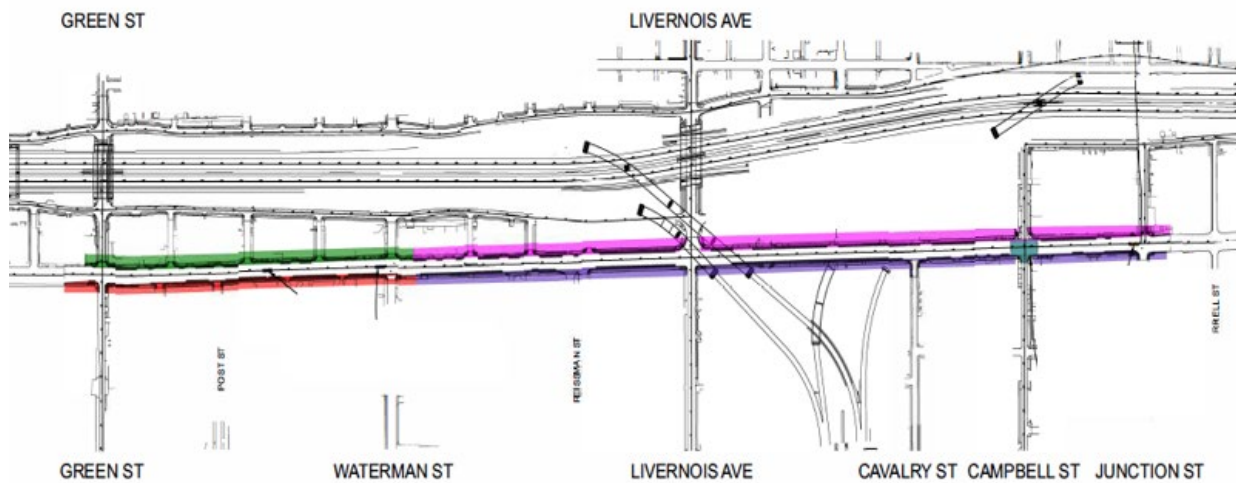 GREEN ST
LIVERNOIS AVE
POST ST
REISSMAN ST
RRELL ST
GREEN ST
WATERMAN ST
LIVERNOIS AVE
CAVALRY ST
CAMPBELL ST
JUNCTION ST